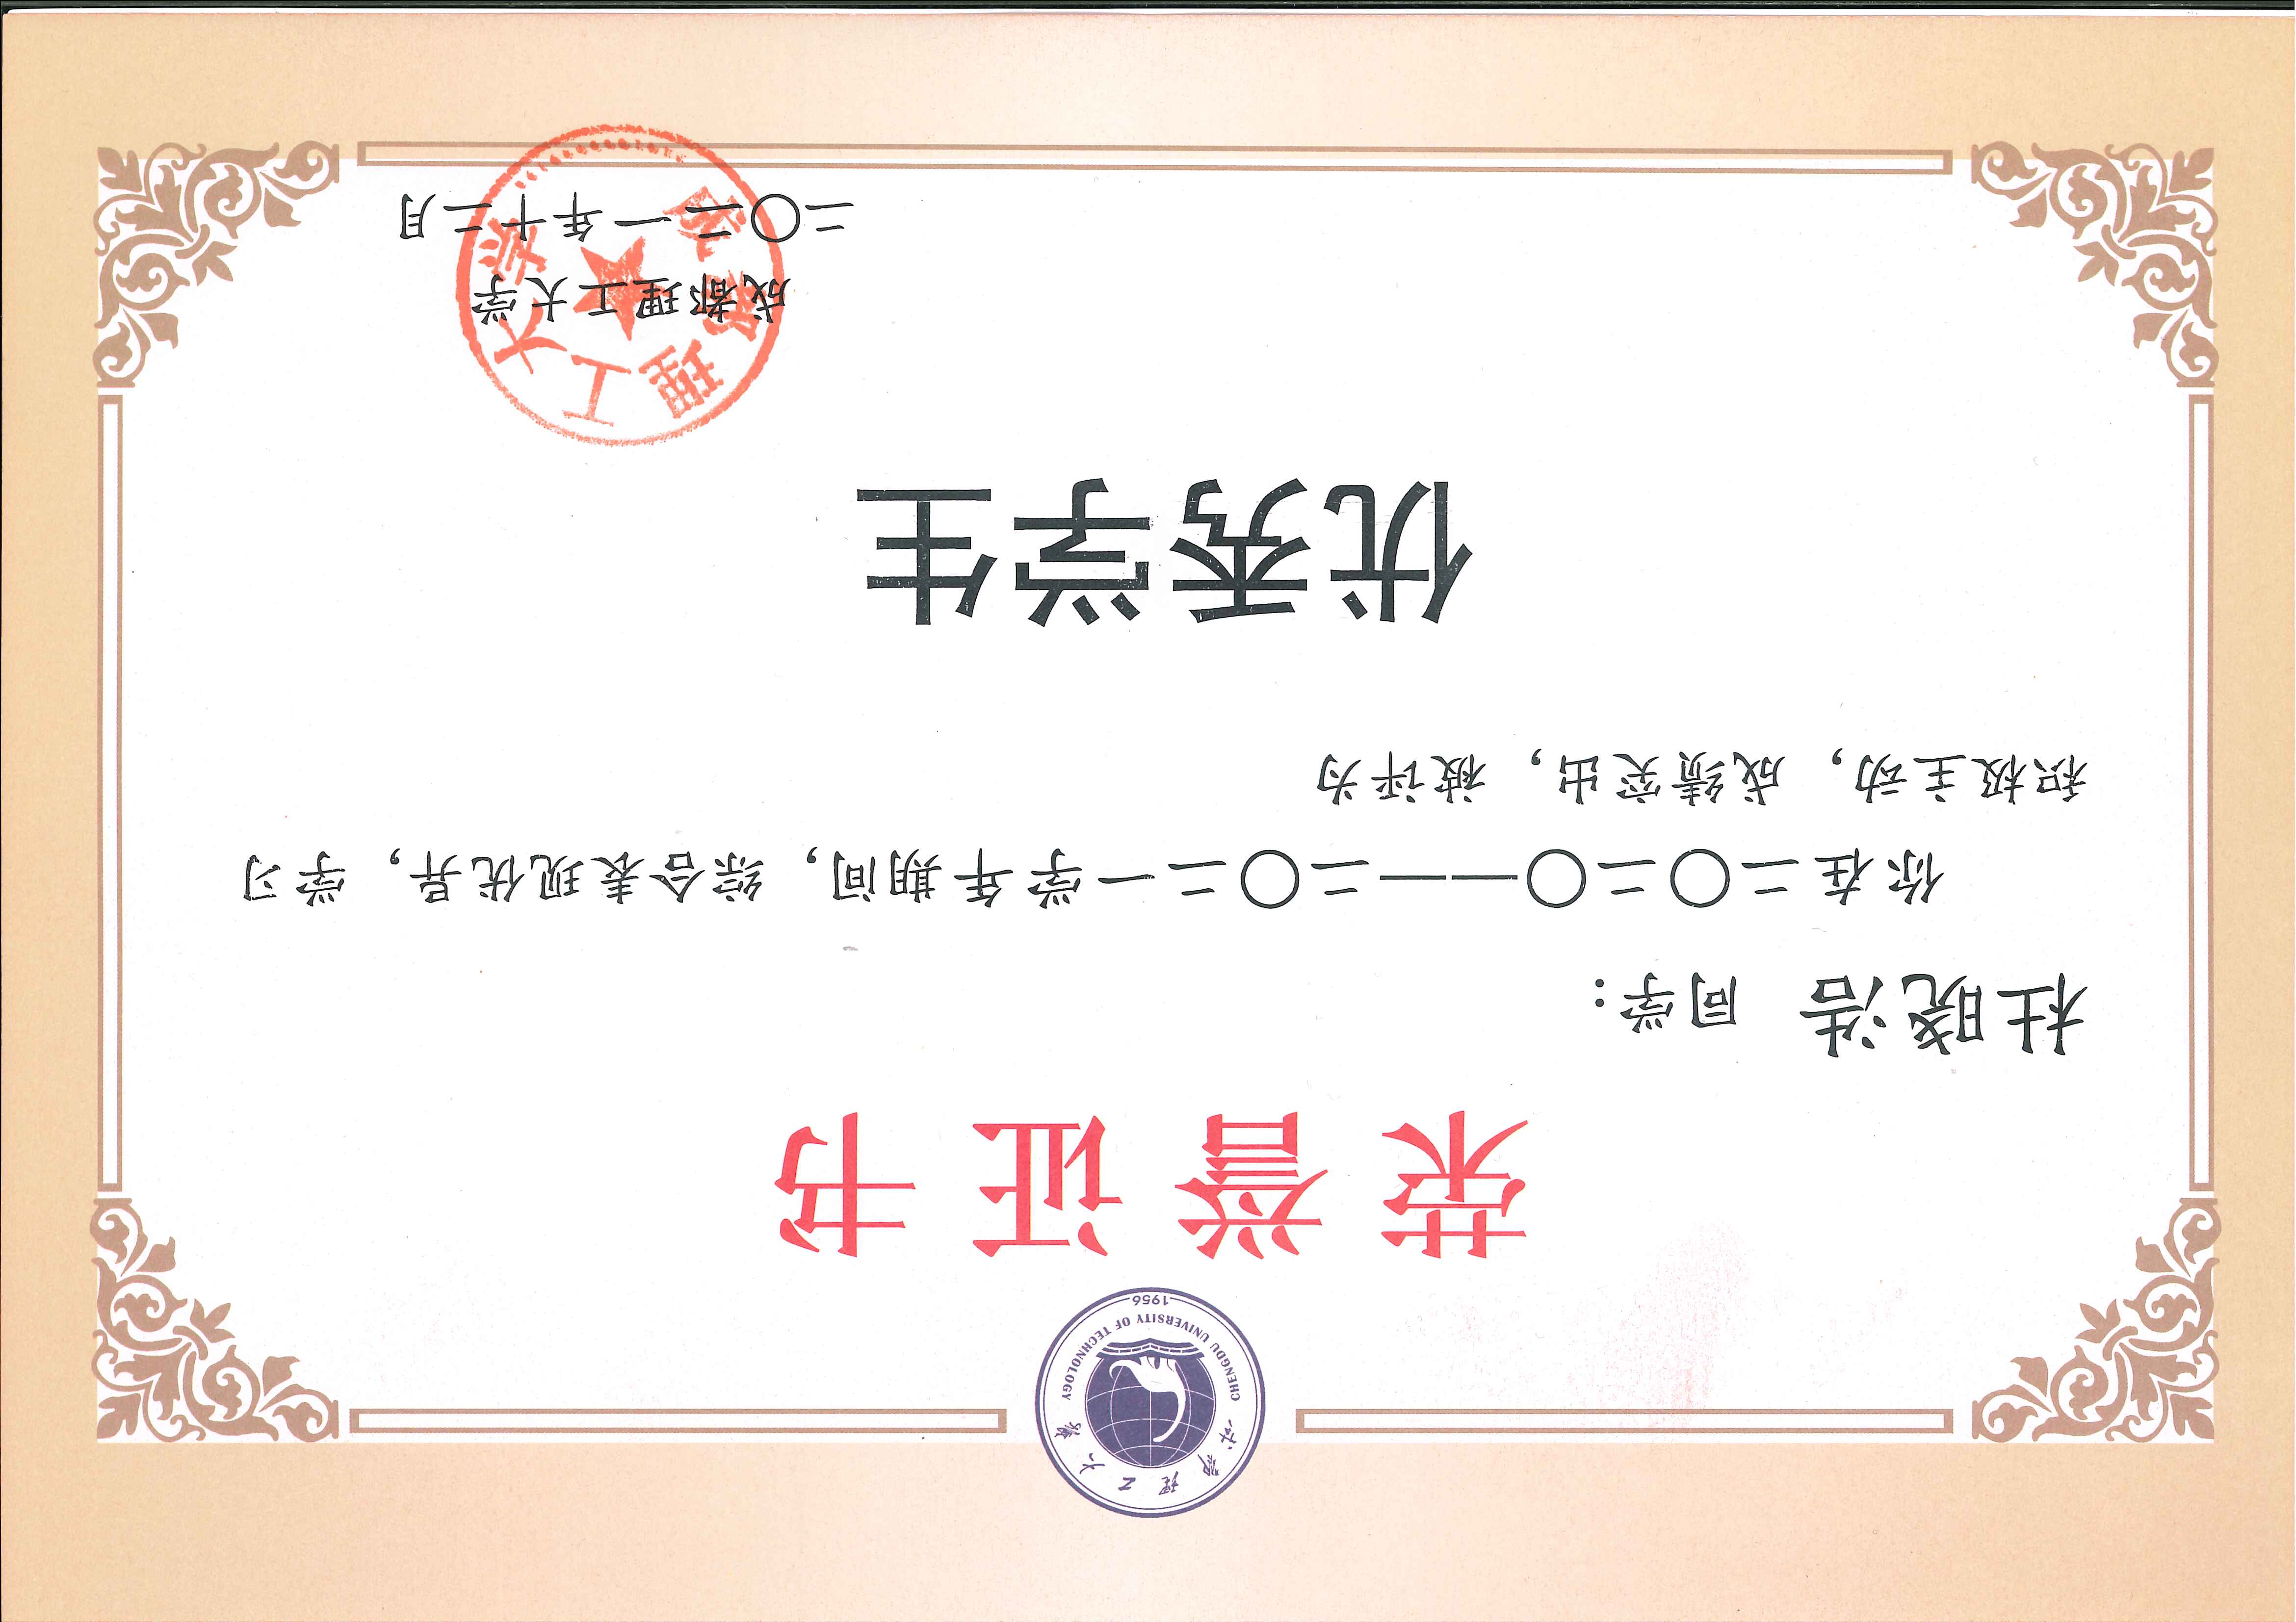 成都理工大学
CHENGDU UNIVERSITY OF TECHNOLOGY
1956
荣誉证书
杜晓浩 同学：
你在二〇二〇——二〇二一学年期间，综合表现优异，学习
积极主动，成绩突出，被评为
优秀学生
成都理工大学
成都理工大学
二〇二一年十二月